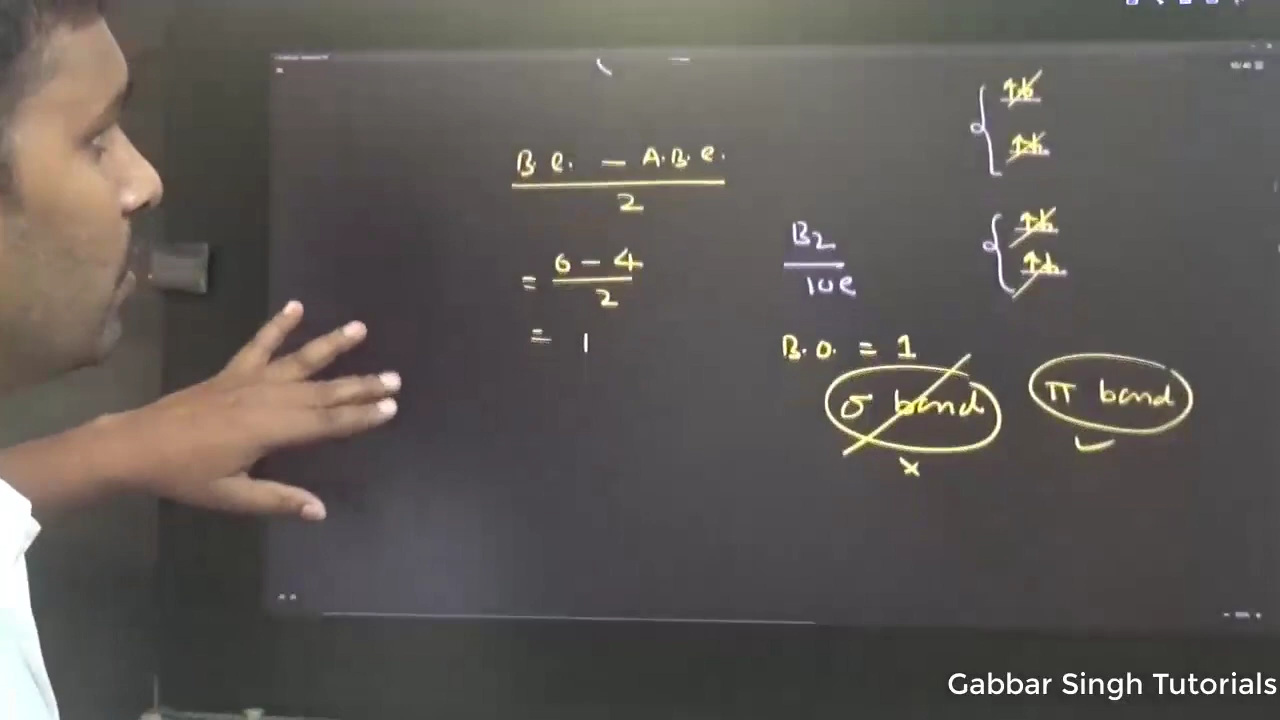 B.e. – A.B.e.
2
= 6 – 4
2
= 1
B2
10e
B.O. = 1
σ bond
π bond
Gabbar Singh Tutorials